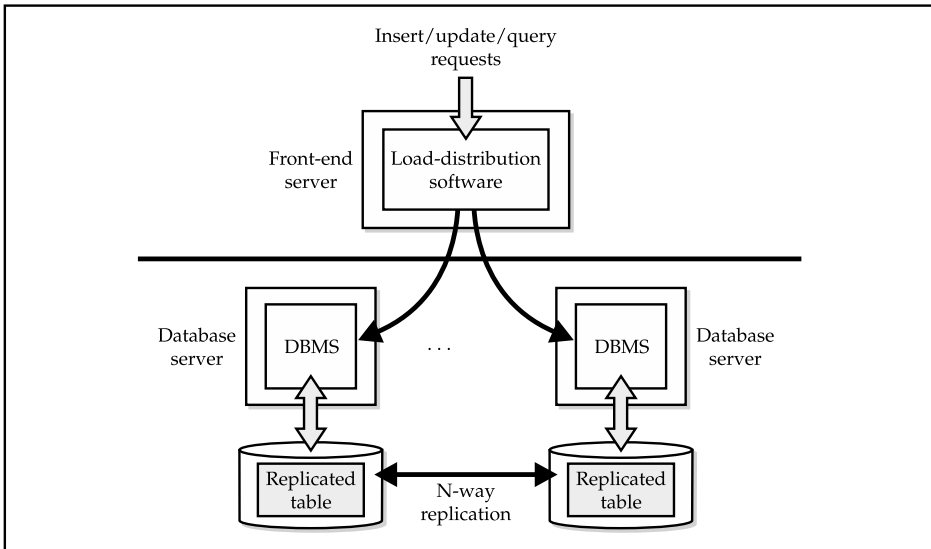 Insert/update/query
requests
Front-end
server
Load-distribution
software
Database
server
DBMS
. . .
DBMS
Database
server
Replicated
table
N-way
replication
Replicated
table